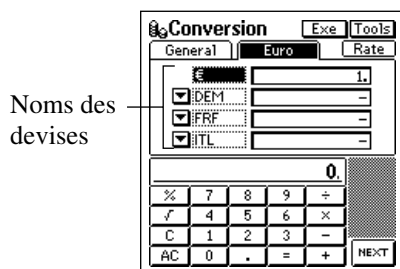 Conversion Exe Tools
General Euro Rate
€ 1.
DEM –
FRF –
ITL –
Noms des
devises
0.
% 7 8 9 ÷
√ 4 5 6 ×
C 1 2 3 –
AC 0 . = + NEXT